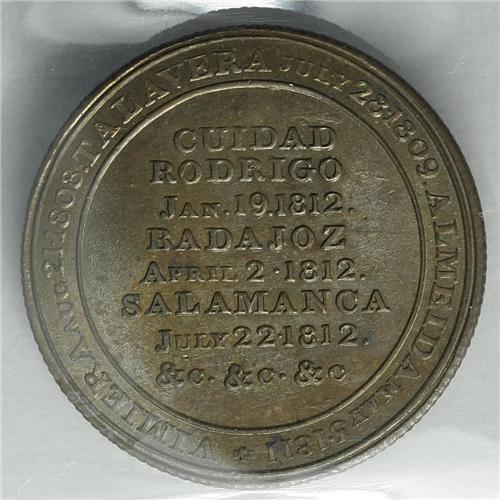 VIMIERA AUG. 21. 1808. TALAVERA JULY 28. 1809. ALMEIDA MAY 5. 1811
CUIDAD
RODRIGO
JAN. 19. 1812.
BADAJOZ
APRIL 2 · 1812.
SALAMANCA
JULY 22 · 1812.
&c. &c. &c